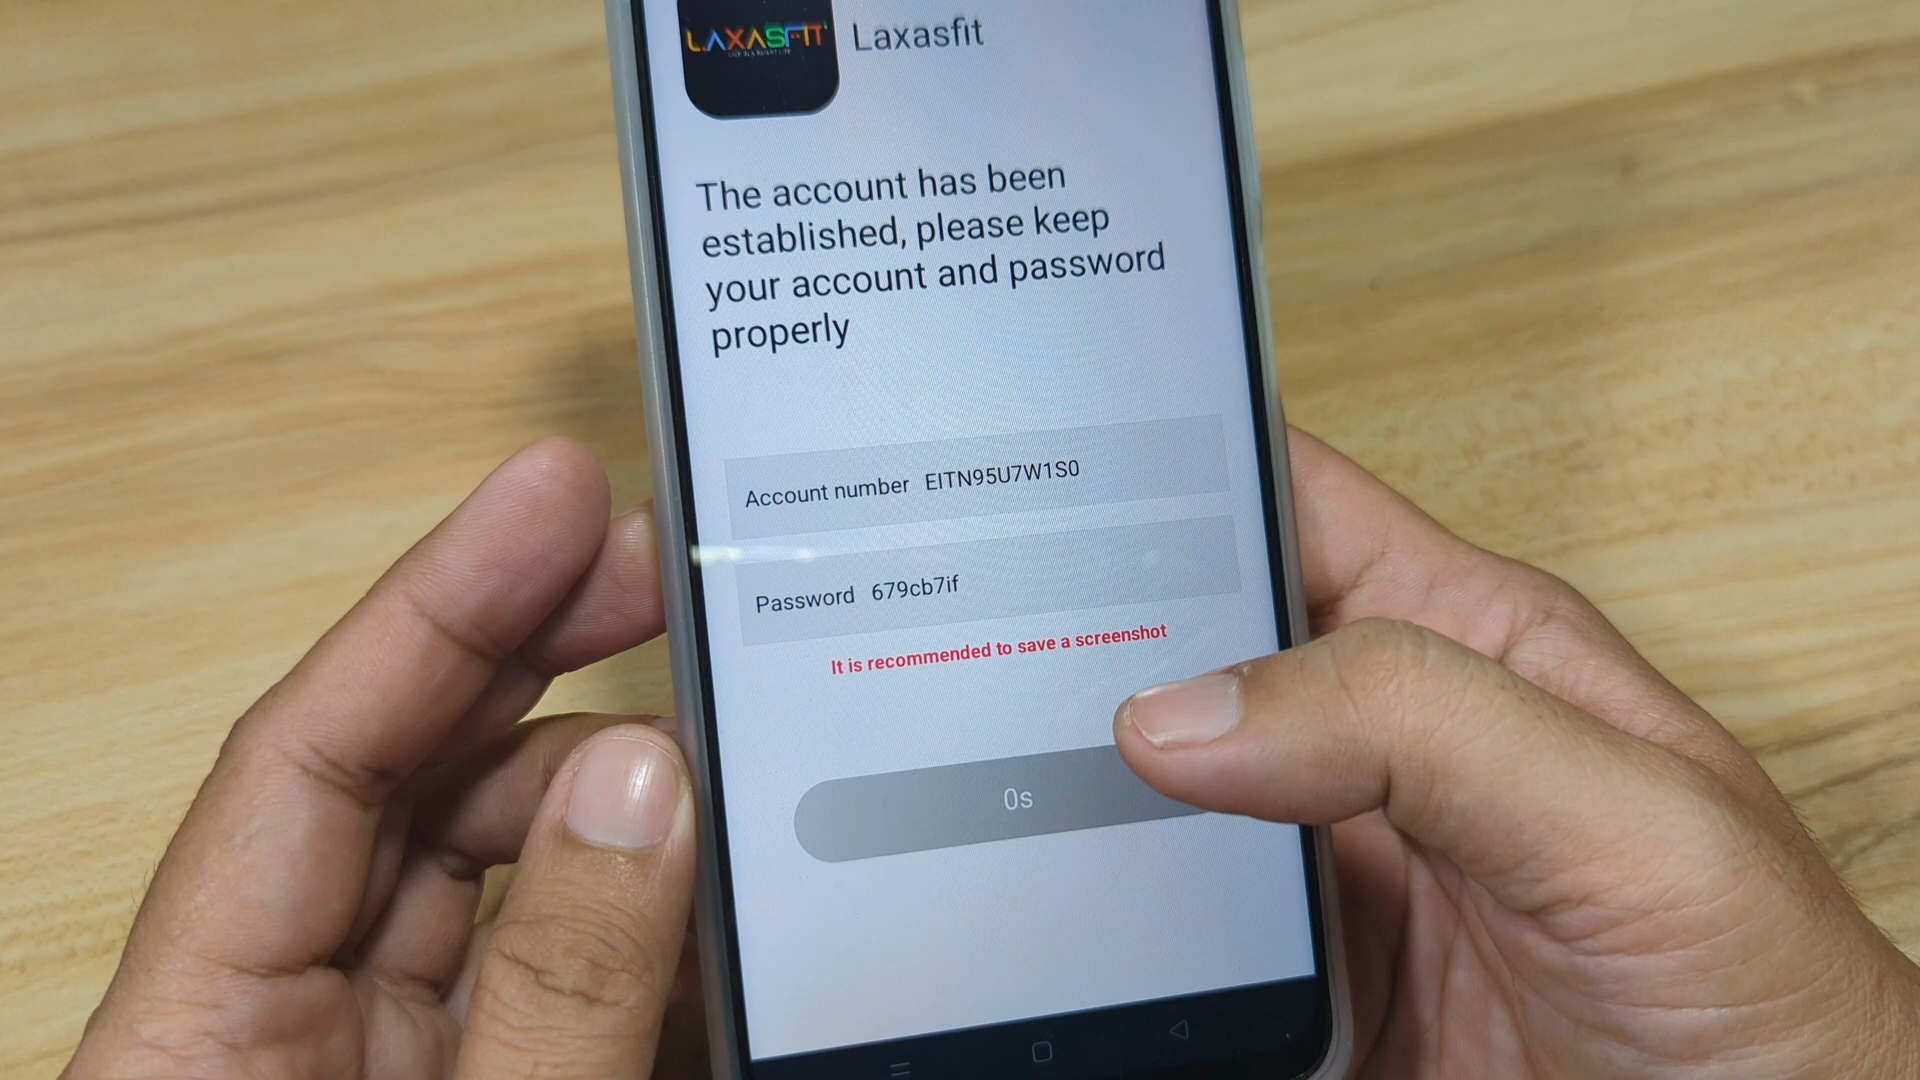 LAXASFIT
Laxasfit
The account has been
established, please keep
your account and password
properly
Account number EITN95U7W1S0
Password 679cb7if
It is recommended to save a screenshot
0s